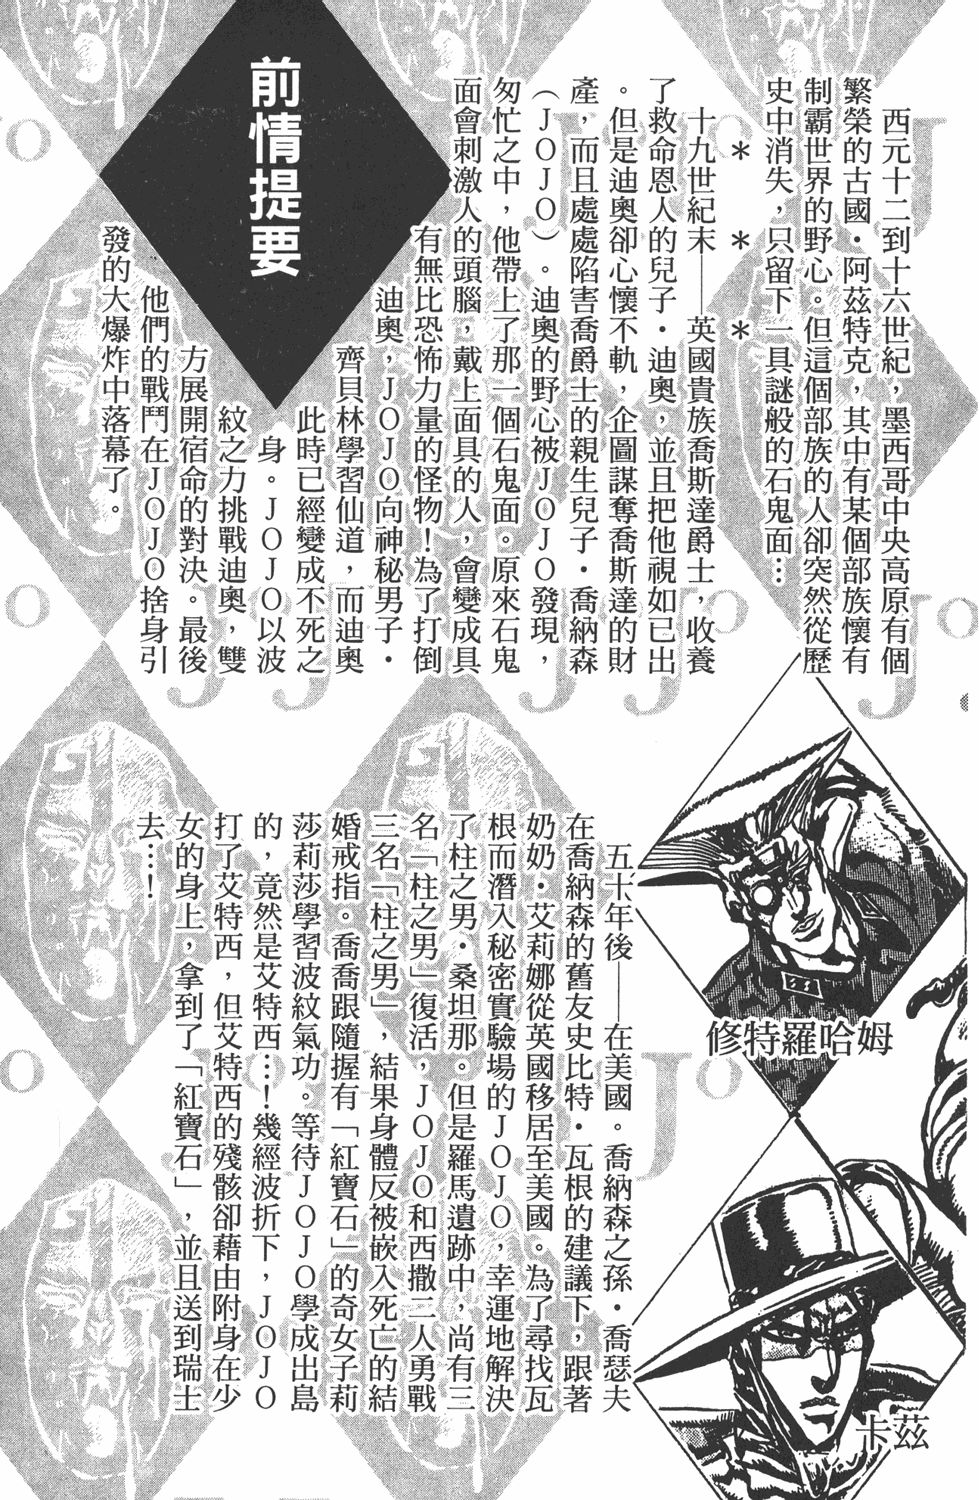 前情提要
西元十二到十六世紀，墨西哥中央高原有個
繁榮的古國・阿茲特克，其中有某個部族懷有
制霸世界的野心。但這個部族的人卻突然從歷
史中消失，只留下一具謎般的石鬼面…
＊　＊　＊
十九世紀末——英國貴族喬斯達爵士，收養
了救命恩人的兒子・迪奧，並且把他視如已出
。但是迪奧卻心懷不軌，企圖謀奪喬斯達的財
產，而且處處陷害喬爵士的親生兒子・喬納森
（JOJO）。迪奧的野心被JOJO發現，
匆忙之中，他帶上了那一個石鬼面。原來石鬼
面會刺激人的頭腦，戴上面具的人，會變成具
有無比恐怖力量的怪物！為了打倒
迪奧，JOJO向神秘男子・
齊貝林學習仙道，而迪奧
此時已經變成不死之
身。JOJO以波
紋之力挑戰迪奧，雙
方展開宿命的對決。最後
他們的戰鬥在JOJO捨身引
發的大爆炸中落幕了。
五十年後——在美國。喬納森之孫・喬瑟夫
在喬納森的舊友史比特・瓦根的建議下，跟著
奶奶・艾莉娜從英國移居至美國。為了尋找瓦
根而潛入秘密實驗場的JOJO，幸運地解決
了柱之男・桑坦那。但是羅馬遺跡中，尚有三
名「柱之男」復活，JOJO和西撒二人勇戰
三名「柱之男」，結果身體反被嵌入死亡的結
婚戒指。喬喬跟隨握有「紅寶石」的奇女子莉
莎莉莎學習波紋氣功。等待JOJO學成出島
的，竟然是艾特西…！幾經波折下，JOJO
打了艾特西，但艾特西的殘骸卻藉由附身在少
女的身上，拿到了「紅寶石」，並且送到瑞士
去……！
修特羅哈姆
卡茲